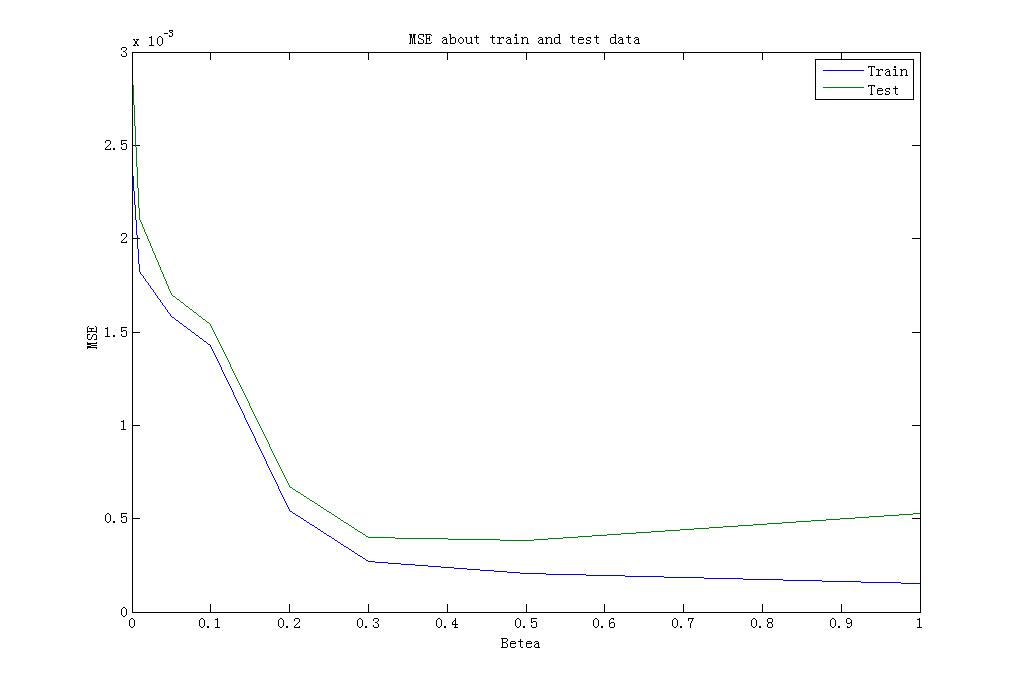 MSE about train and test data
x 10^-3
Train
Test
3
2.5
2
1.5
1
0.5
0
MSE
0 0.1 0.2 0.3 0.4 0.5 0.6 0.7 0.8 0.9 1
Betea